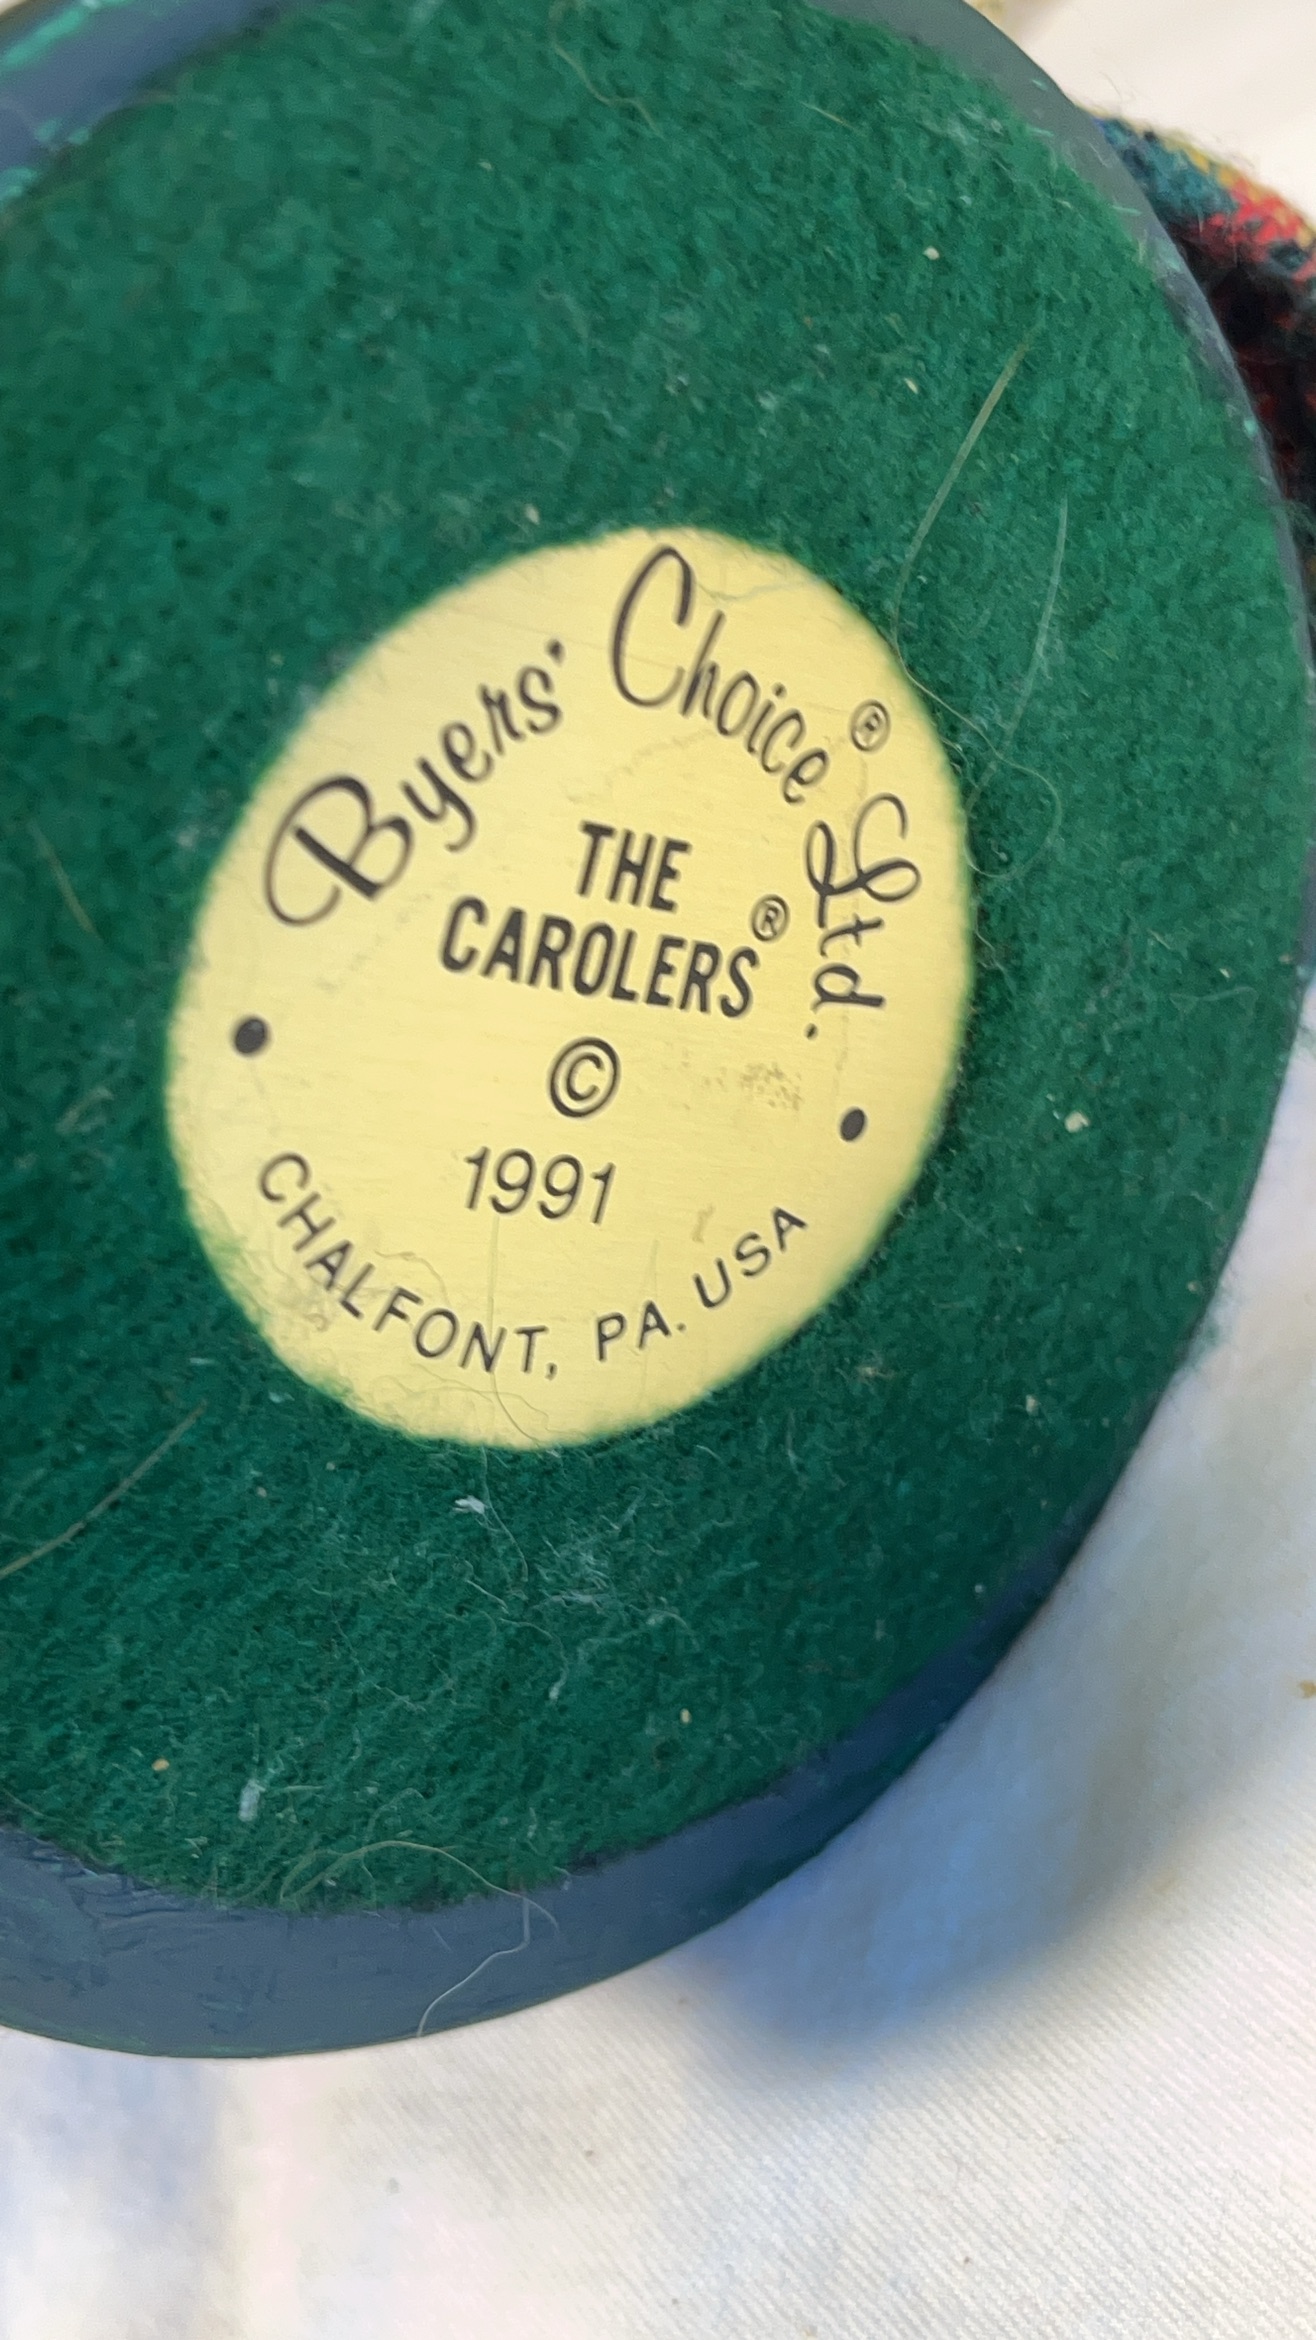 Byers' Choice® Ltd.
THE
CAROLERS®
©
1991
CHALFONT, PA. USA